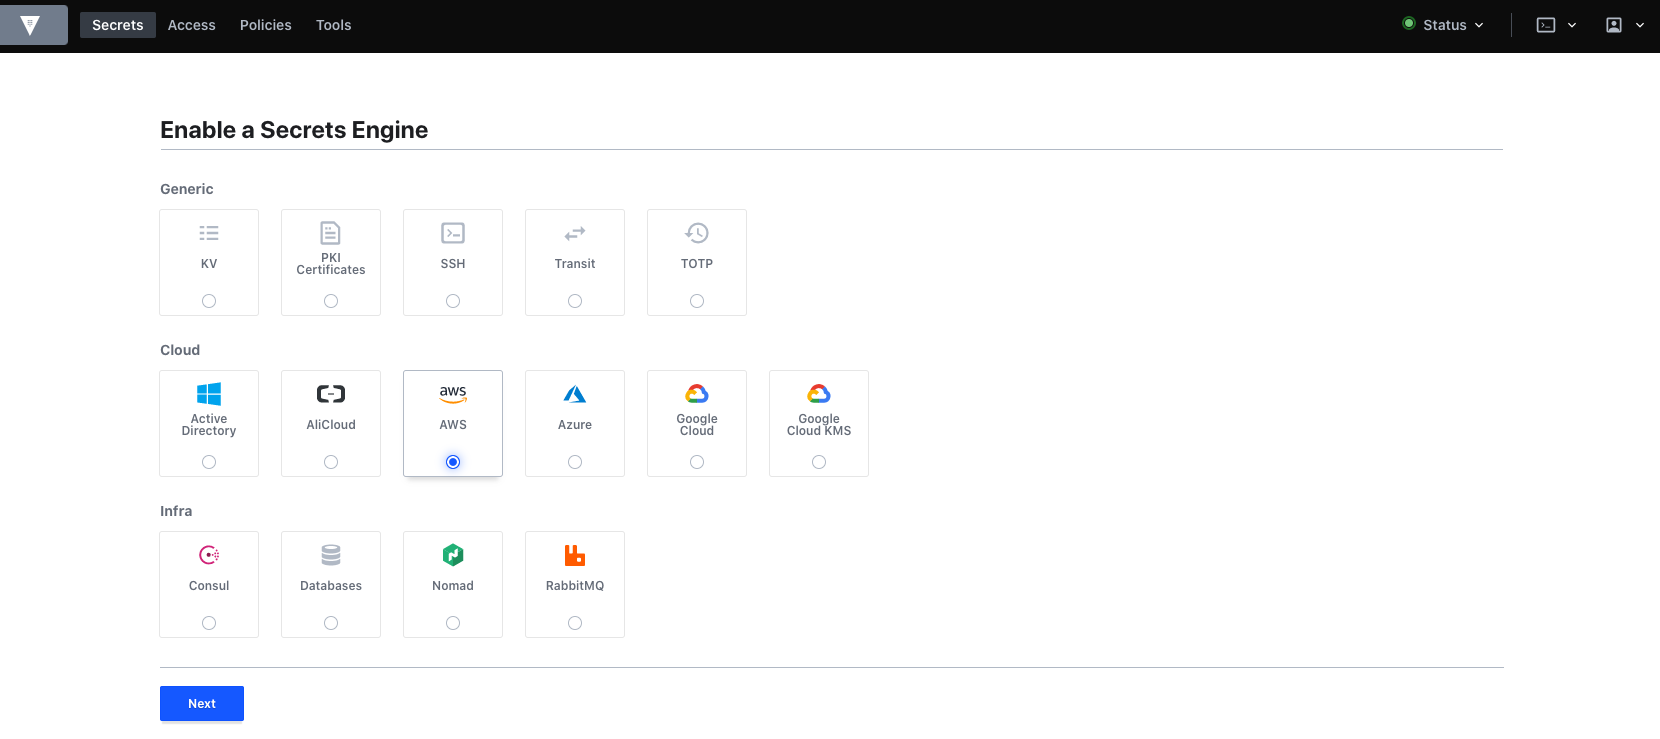 Secrets Access Policies Tools Status
Enable a Secrets Engine
Generic
KV
PKI
Certificates
SSH
Transit
TOTP
Cloud
Active
Directory
AliCloud
aws
AWS
Azure
Google
Cloud
Google
Cloud KMS
Infra
Consul
Databases
Nomad
RabbitMQ
Next